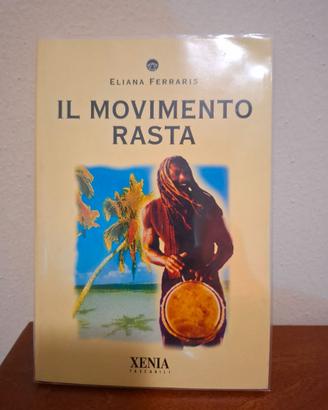 ELIANA FERRARIS
IL MOVIMENTO
RASTA
XENIA
TASCABILI